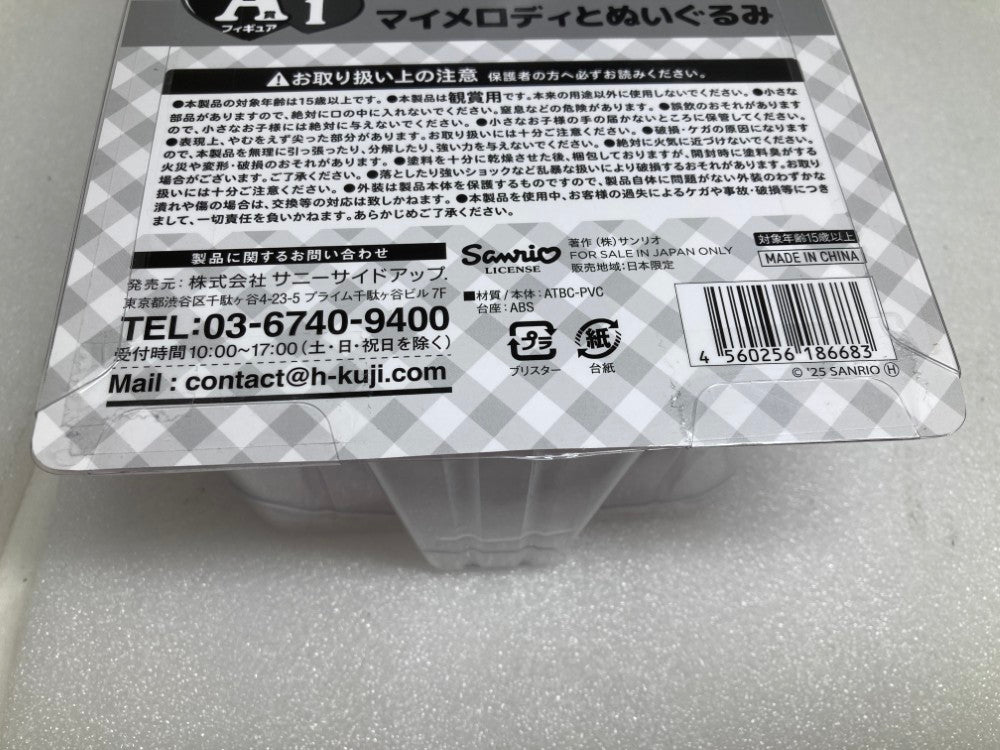 A賞
フィギュア
1
マイメロディとぬいぐるみ
⚠お取り扱い上の注意 保護者の方へ必ずお読みください。
●本製品の対象年齢は15歳以上です。●本製品は観賞用です。本来の用途以外に使用しないでください。●小さな
部品がありますので、絶対に口の中に入れないでください。窒息などの危険があります。●誤飲のおそれがあります
ので、小さなお子様には絶対に与えないでください。●小さなお子様の手の届かないところに保管してください。
●表現上、やむをえず尖った部分があります。お取り扱いには十分ご注意ください。●破損・ケガの原因になります
ので、本製品を無理に引っ張ったり、分解したり、強い力を与えないでください。●絶対に火気に近づけないでください。
火災や変形・破損のおそれがあります。●塗料を十分に乾燥させた後、梱包しておりますが、開封時に塗料臭がする
場合がございます。ご了承ください。●落としたり強いショックなど乱暴な扱いにより破損するおそれがあります。お取り
扱いには十分ご注意ください。●外装は製品本体を保護するものですので、製品自体に問題がない外装のわずかな
潰れや傷の場合は、交換等の対応は致しかねます。●本製品を使用中、お客様の過失によるケガや事故・破損等につき
まして、一切責任を負いかねます。あらかじめご了承ください。
製品に関するお問い合わせ
発売元:株式会社 サニーサイドアップ
東京都渋谷区千駄ヶ谷4-23-5 プライム千駄ヶ谷ビル 7F
TEL:03-6740-9400
受付時間 10:00〜17:00(土・日・祝日を除く)
Mail : contact@h-kuji.com
Sanrio
LICENSE
著作 (株)サンリオ
FOR SALE IN JAPAN ONLY
販売地域:日本限定
■材質/本体:ATBC-PVC
台座:ABS
プラ
ブリスター
紙
台紙
対象年齢15歳以上
MADE IN CHINA
4 560256 186683
© '25 SANRIO Ⓗ